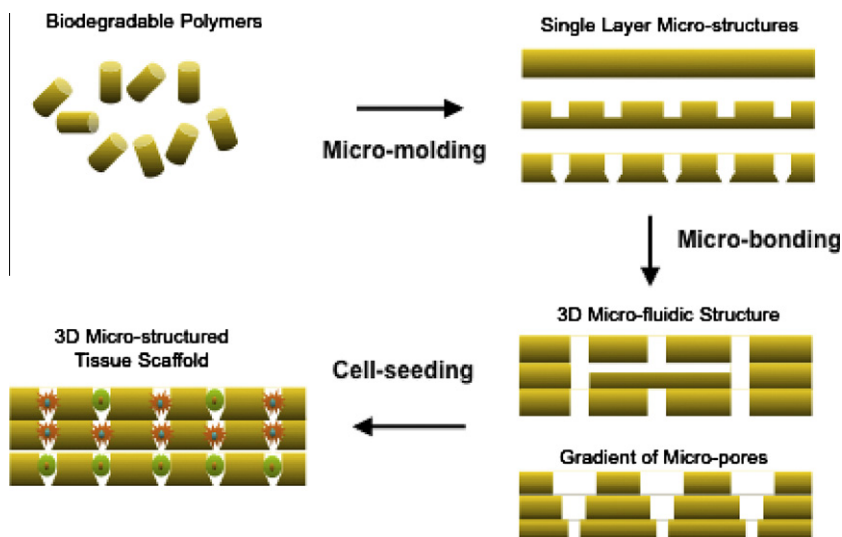 Biodegradable Polymers
Single Layer Micro-structures
Micro-molding
Micro-bonding
3D Micro-fluidic Structure
3D Micro-structured
Tissue Scaffold
Cell-seeding
Gradient of Micro-pores